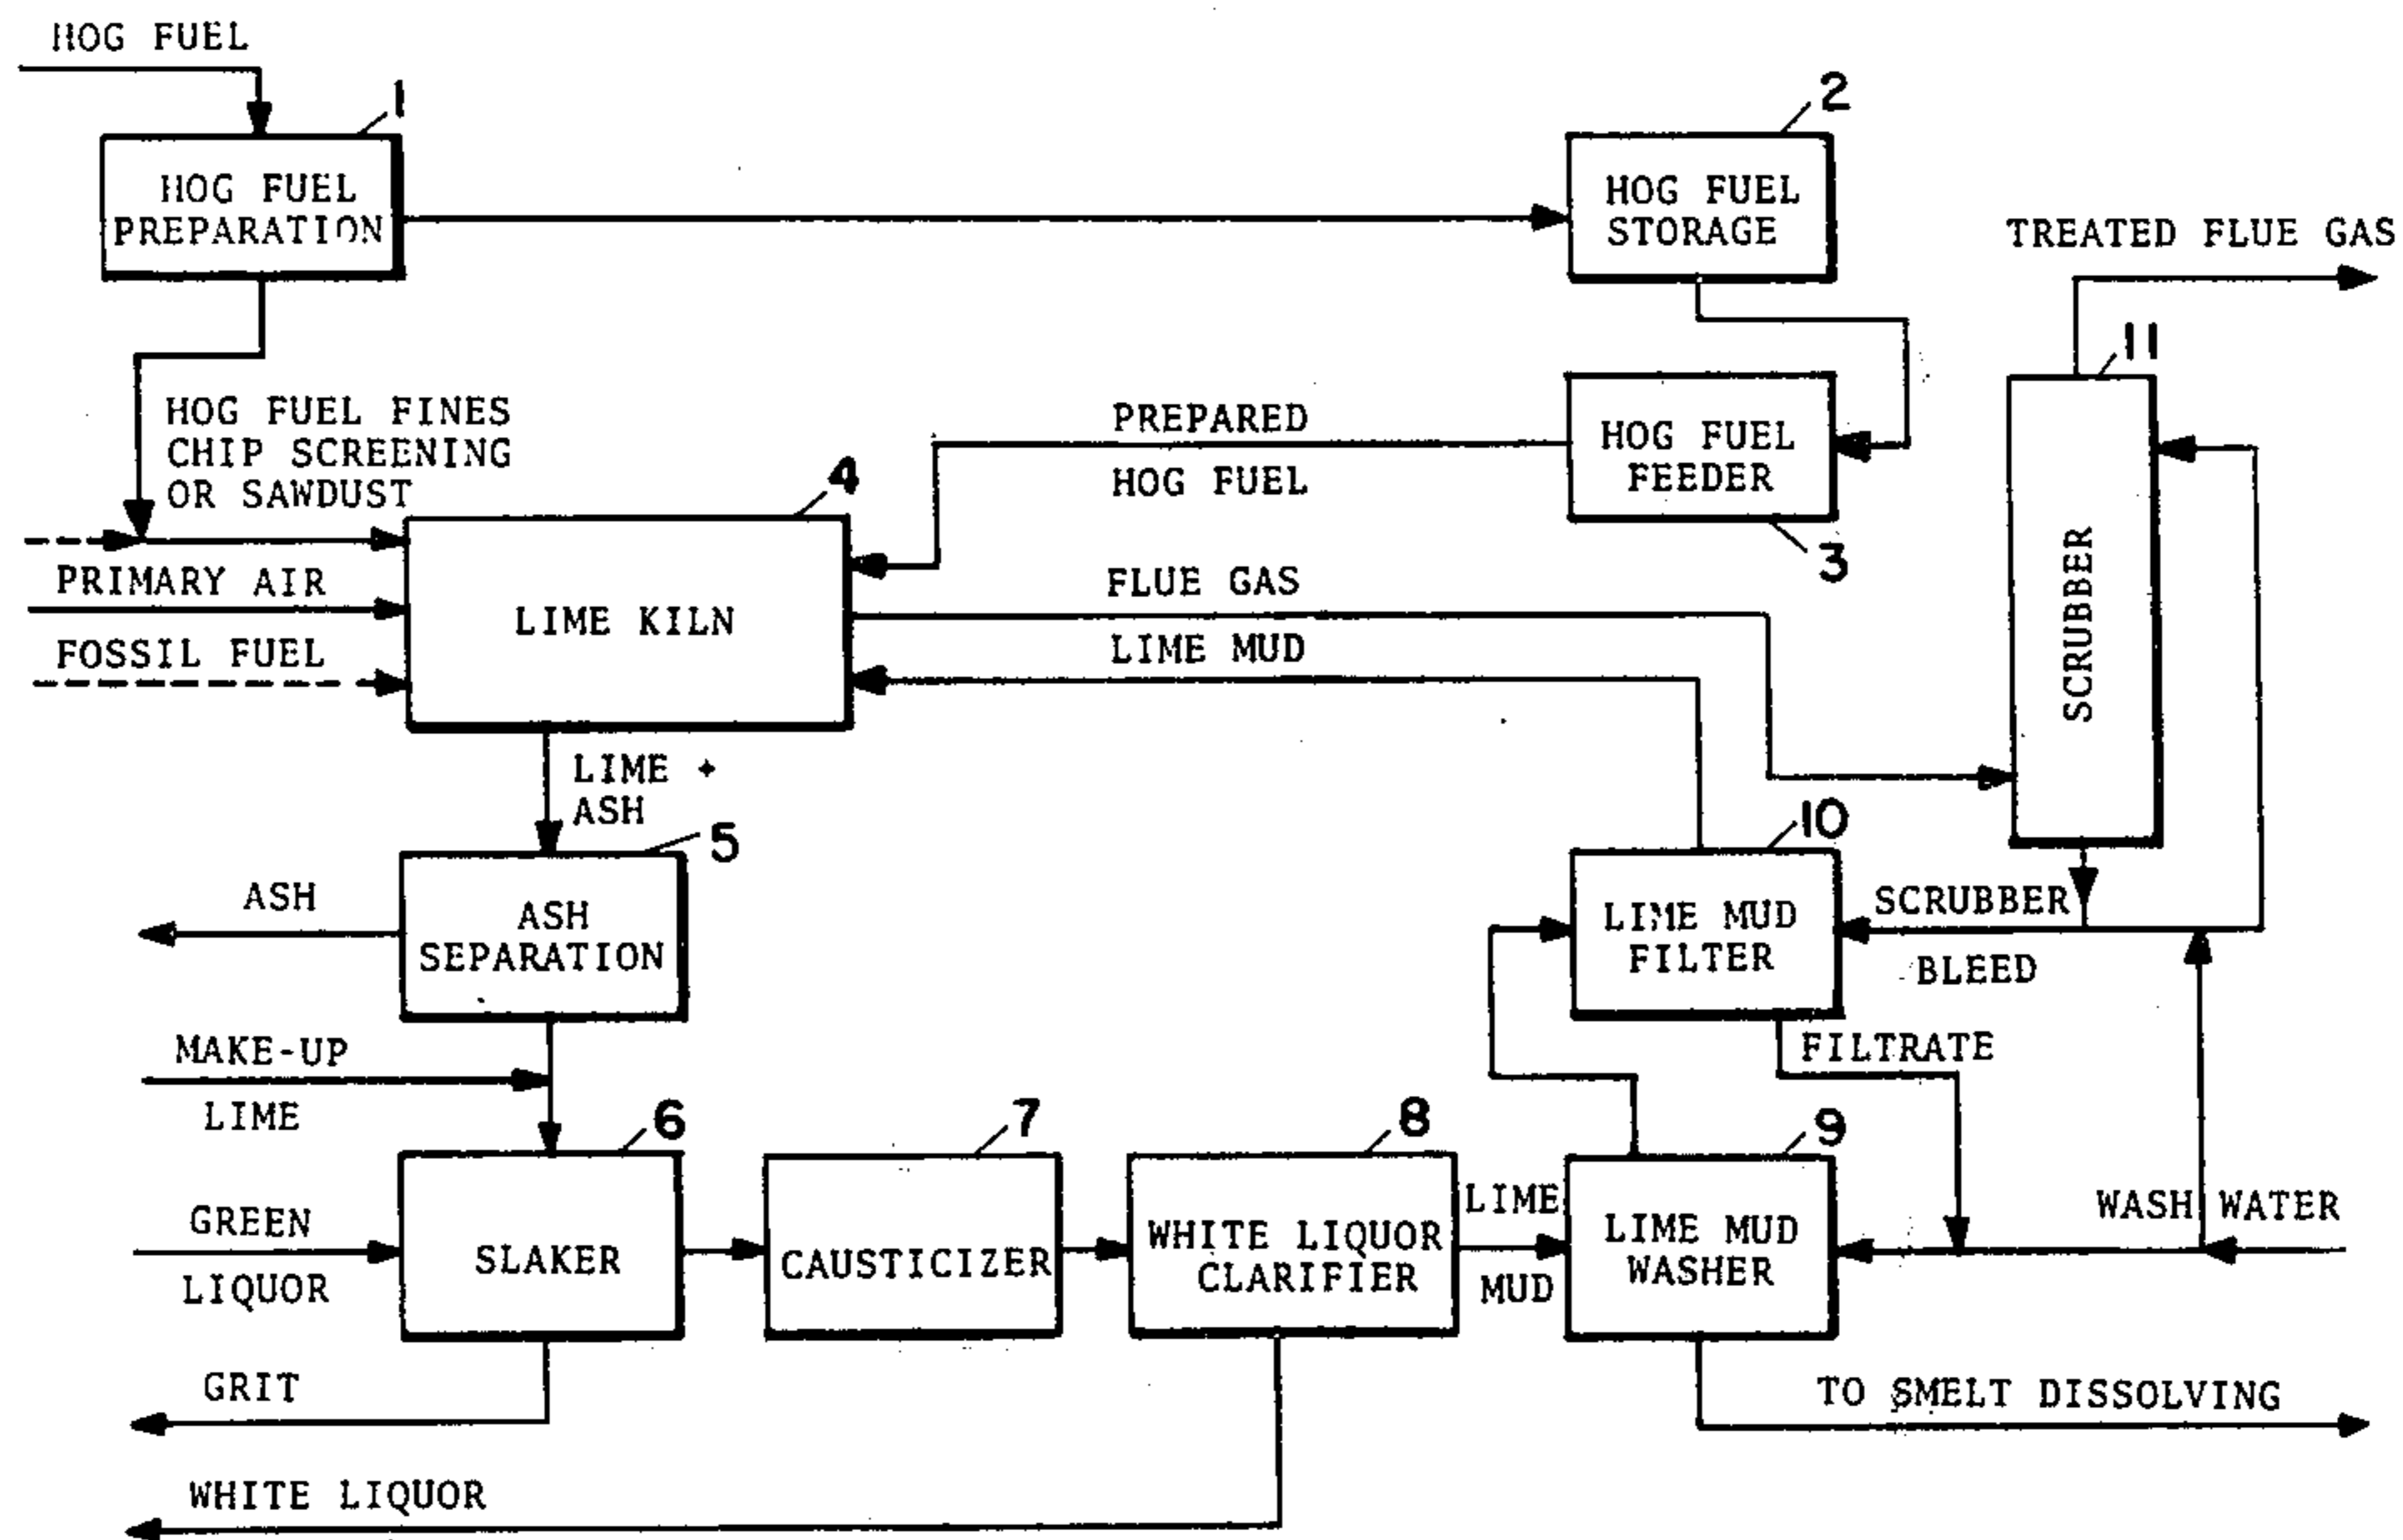 HOG FUEL
1
HOG FUEL
PREPARATION
2
HOG FUEL
STORAGE
TREATED FLUE GAS
11
HOG FUEL FINES
CHIP SCREENING
OR SAWDUST
PREPARED
HOG FUEL
HOG FUEL
FEEDER
3
4
PRIMARY AIR
FOSSIL FUEL
LIME KILN
FLUE GAS
LIME MUD
SCRUBBER
LIME +
ASH
5
ASH
ASH
SEPARATION
10
LIME MUD
FILTER
SCRUBBER
BLEED
FILTRATE
MAKE-UP
LIME
6
7
8
9
GREEN
LIQUOR
SLAKER
CAUSTICIZER
WHITE LIQUOR
CLARIFIER
LIME
MUD
LIME MUD
WASHER
WASH WATER
GRIT
TO SMELT DISSOLVING
WHITE LIQUOR